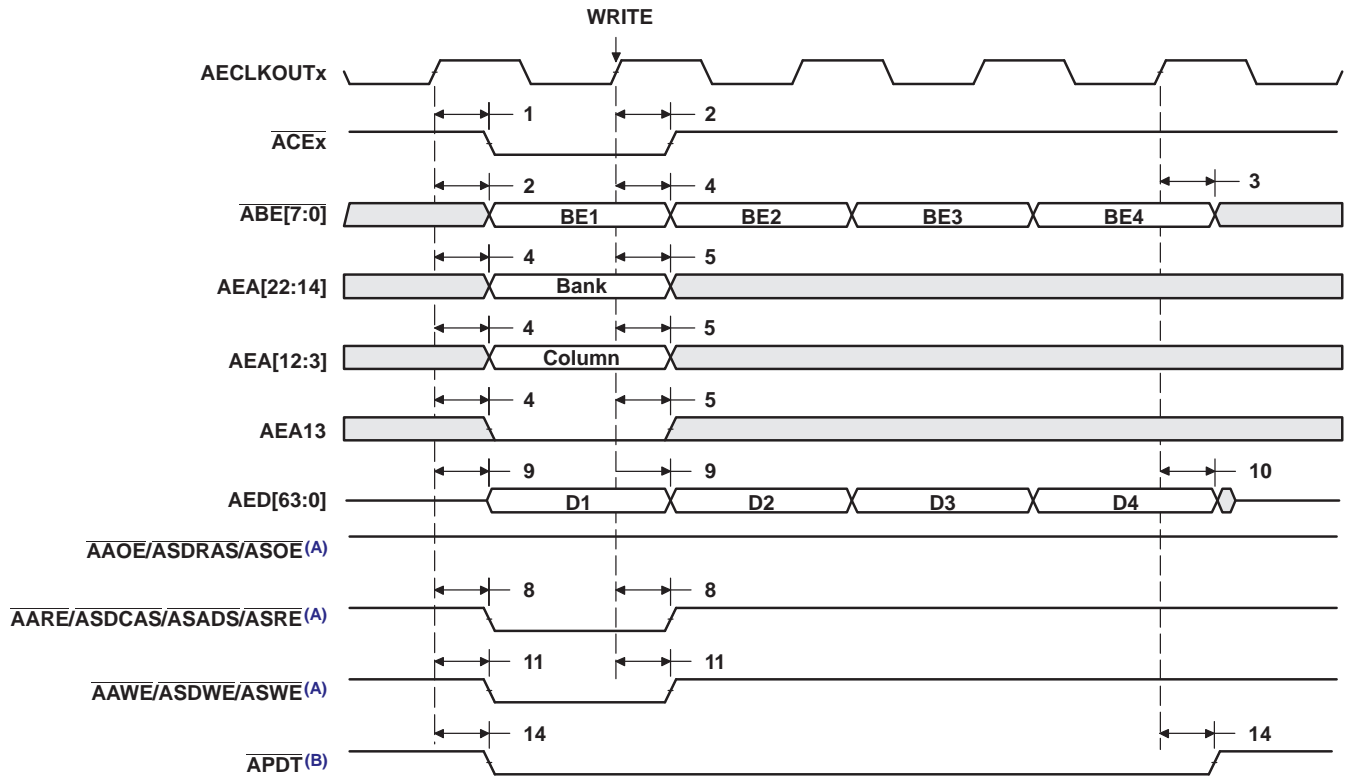 WRITE
AECLKOUTx
1 2
ACEx
2 4 3
ABE[7:0] BE1 BE2 BE3 BE4
4 5
AEA[22:14] Bank
4 5
AEA[12:3] Column
4 5
AEA13
9 9 10
AED[63:0] D1 D2 D3 D4
AAOE/ASDRAS/ASOE(A)
8 8
AARE/ASDCAS/ASADS/ASRE(A)
11 11
AAWE/ASDWE/ASWE(A)
14 14
APDT(B)